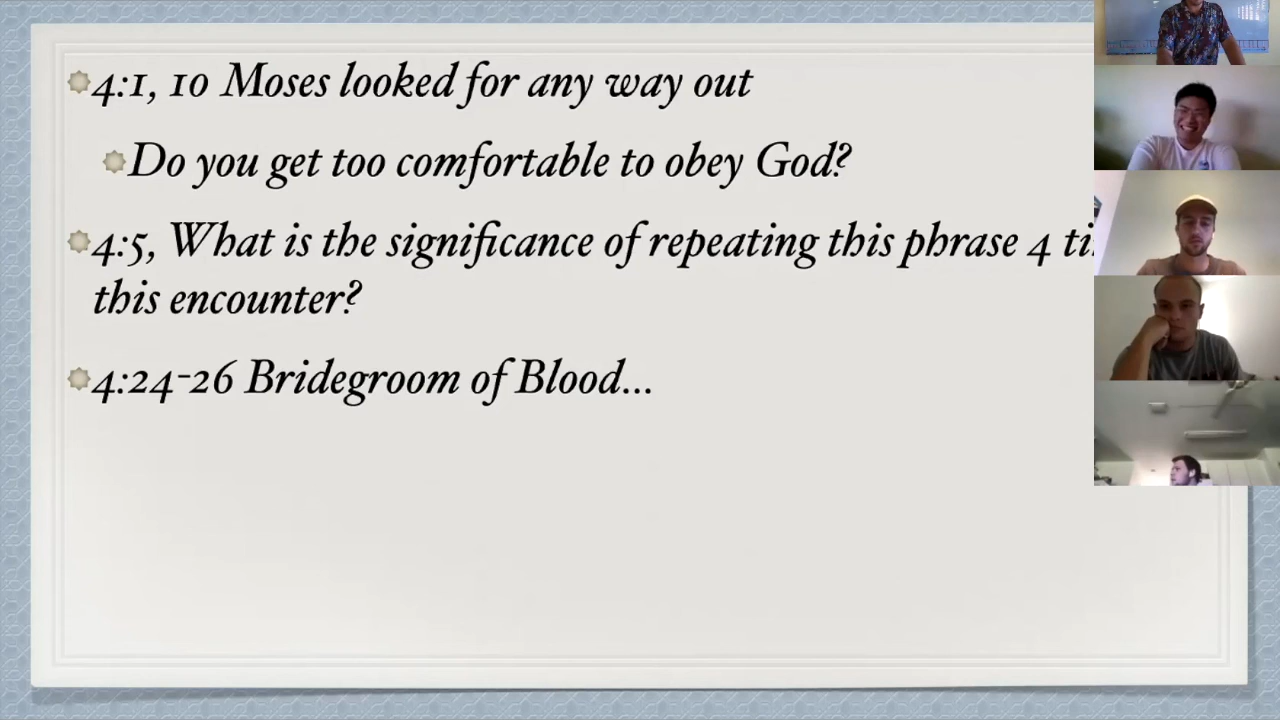 4:1, 10 Moses looked for any way out
Do you get too comfortable to obey God?
4:5, What is the significance of repeating this phrase 4
this encounter?
4:24-26 Bridegroom of Blood...